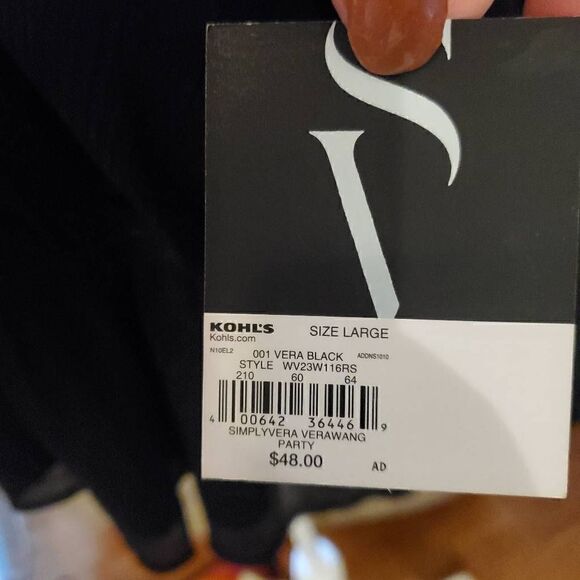 SV
KOHL'S SIZE LARGE
Kohls.com
N10EL2 001 VERA BLACK ADDNS1010
STYLE WV23W116RS
210 60 64
4 00642 36446 9
SIMPLYVERA VERAWANG
PARTY
$48.00 AD